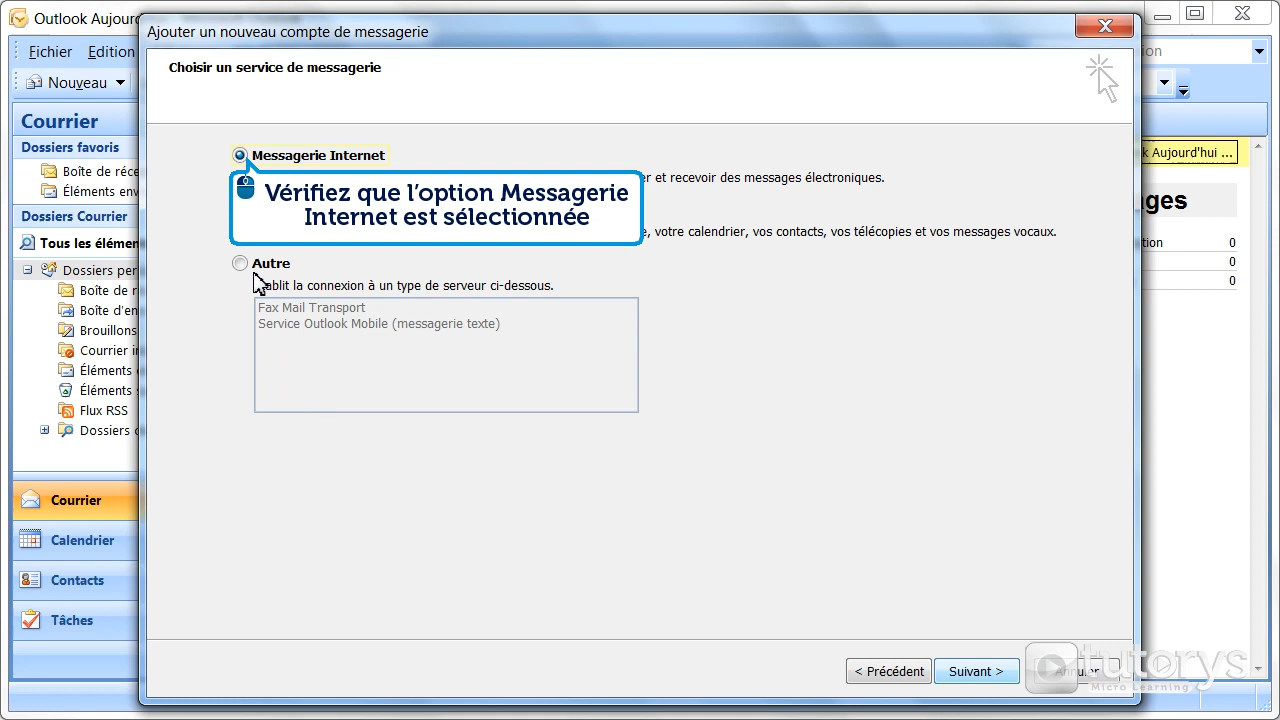 Outlook Aujourd
Ajouter un nouveau compte de messagerie
Fichier Edition
Nouveau
Choisir un service de messagerie
Courrier
Dossiers favoris
Boîte de réce
Éléments env
Dossiers Courrier
Tous les élémen
Dossiers per
Boîte de r
Boîte d'en
Brouillons
Courrier in
Éléments
Éléments s
Flux RSS
Dossiers
Courrier
Calendrier
Contacts
Tâches
Messagerie Internet
er et recevoir des messages électroniques.
Vérifiez que l'option Messagerie
Internet est sélectionnée
, votre calendrier, vos contacts, vos télécopies et vos messages vocaux.
Autre
ablit la connexion à un type de serveur ci-dessous.
Fax Mail Transport
Service Outlook Mobile (messagerie texte)
< Précédent Suivant > Annuler
k Aujourd'hui ...
ages
tion 0
0
0
tutorys
Micro Learning